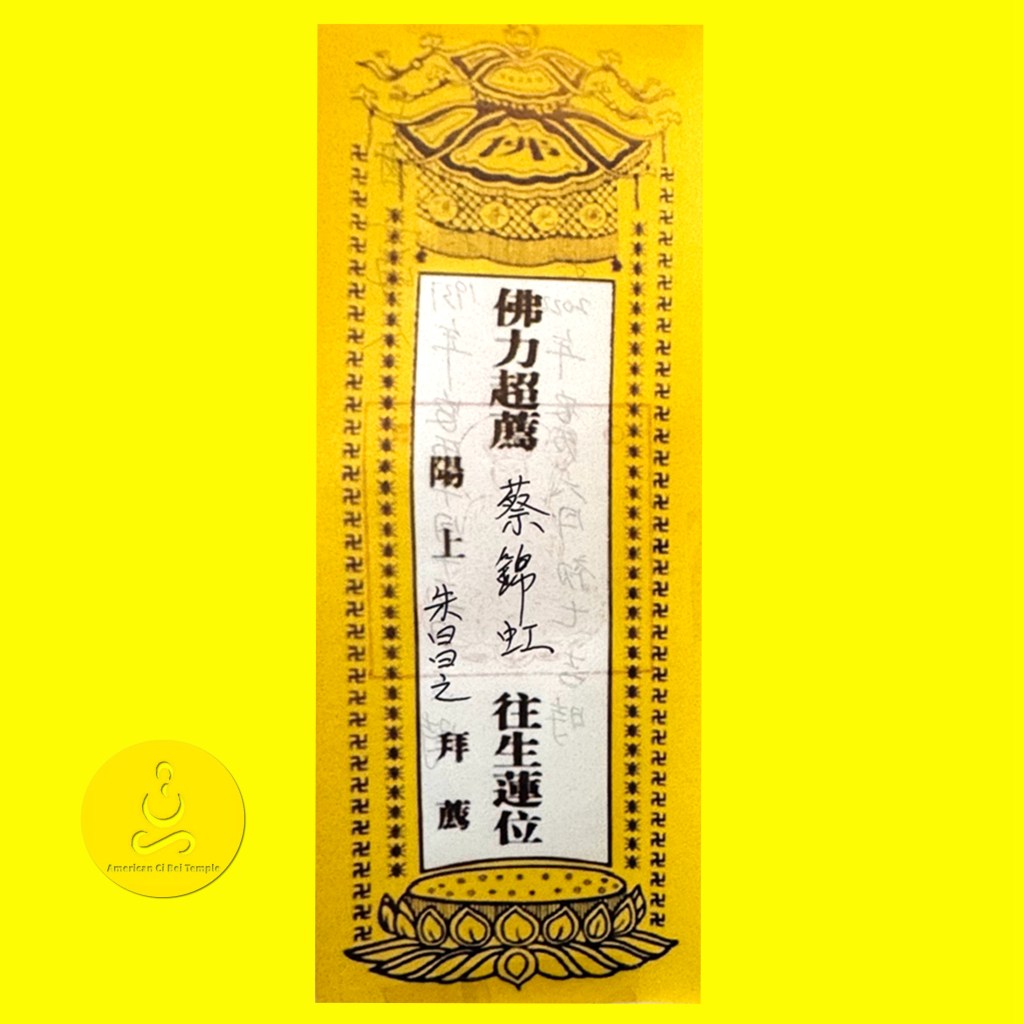 佛
佛力超薦 蔡錦虹 往生蓮位
陽上 朱昌之 拜薦
American Ci Bei Temple